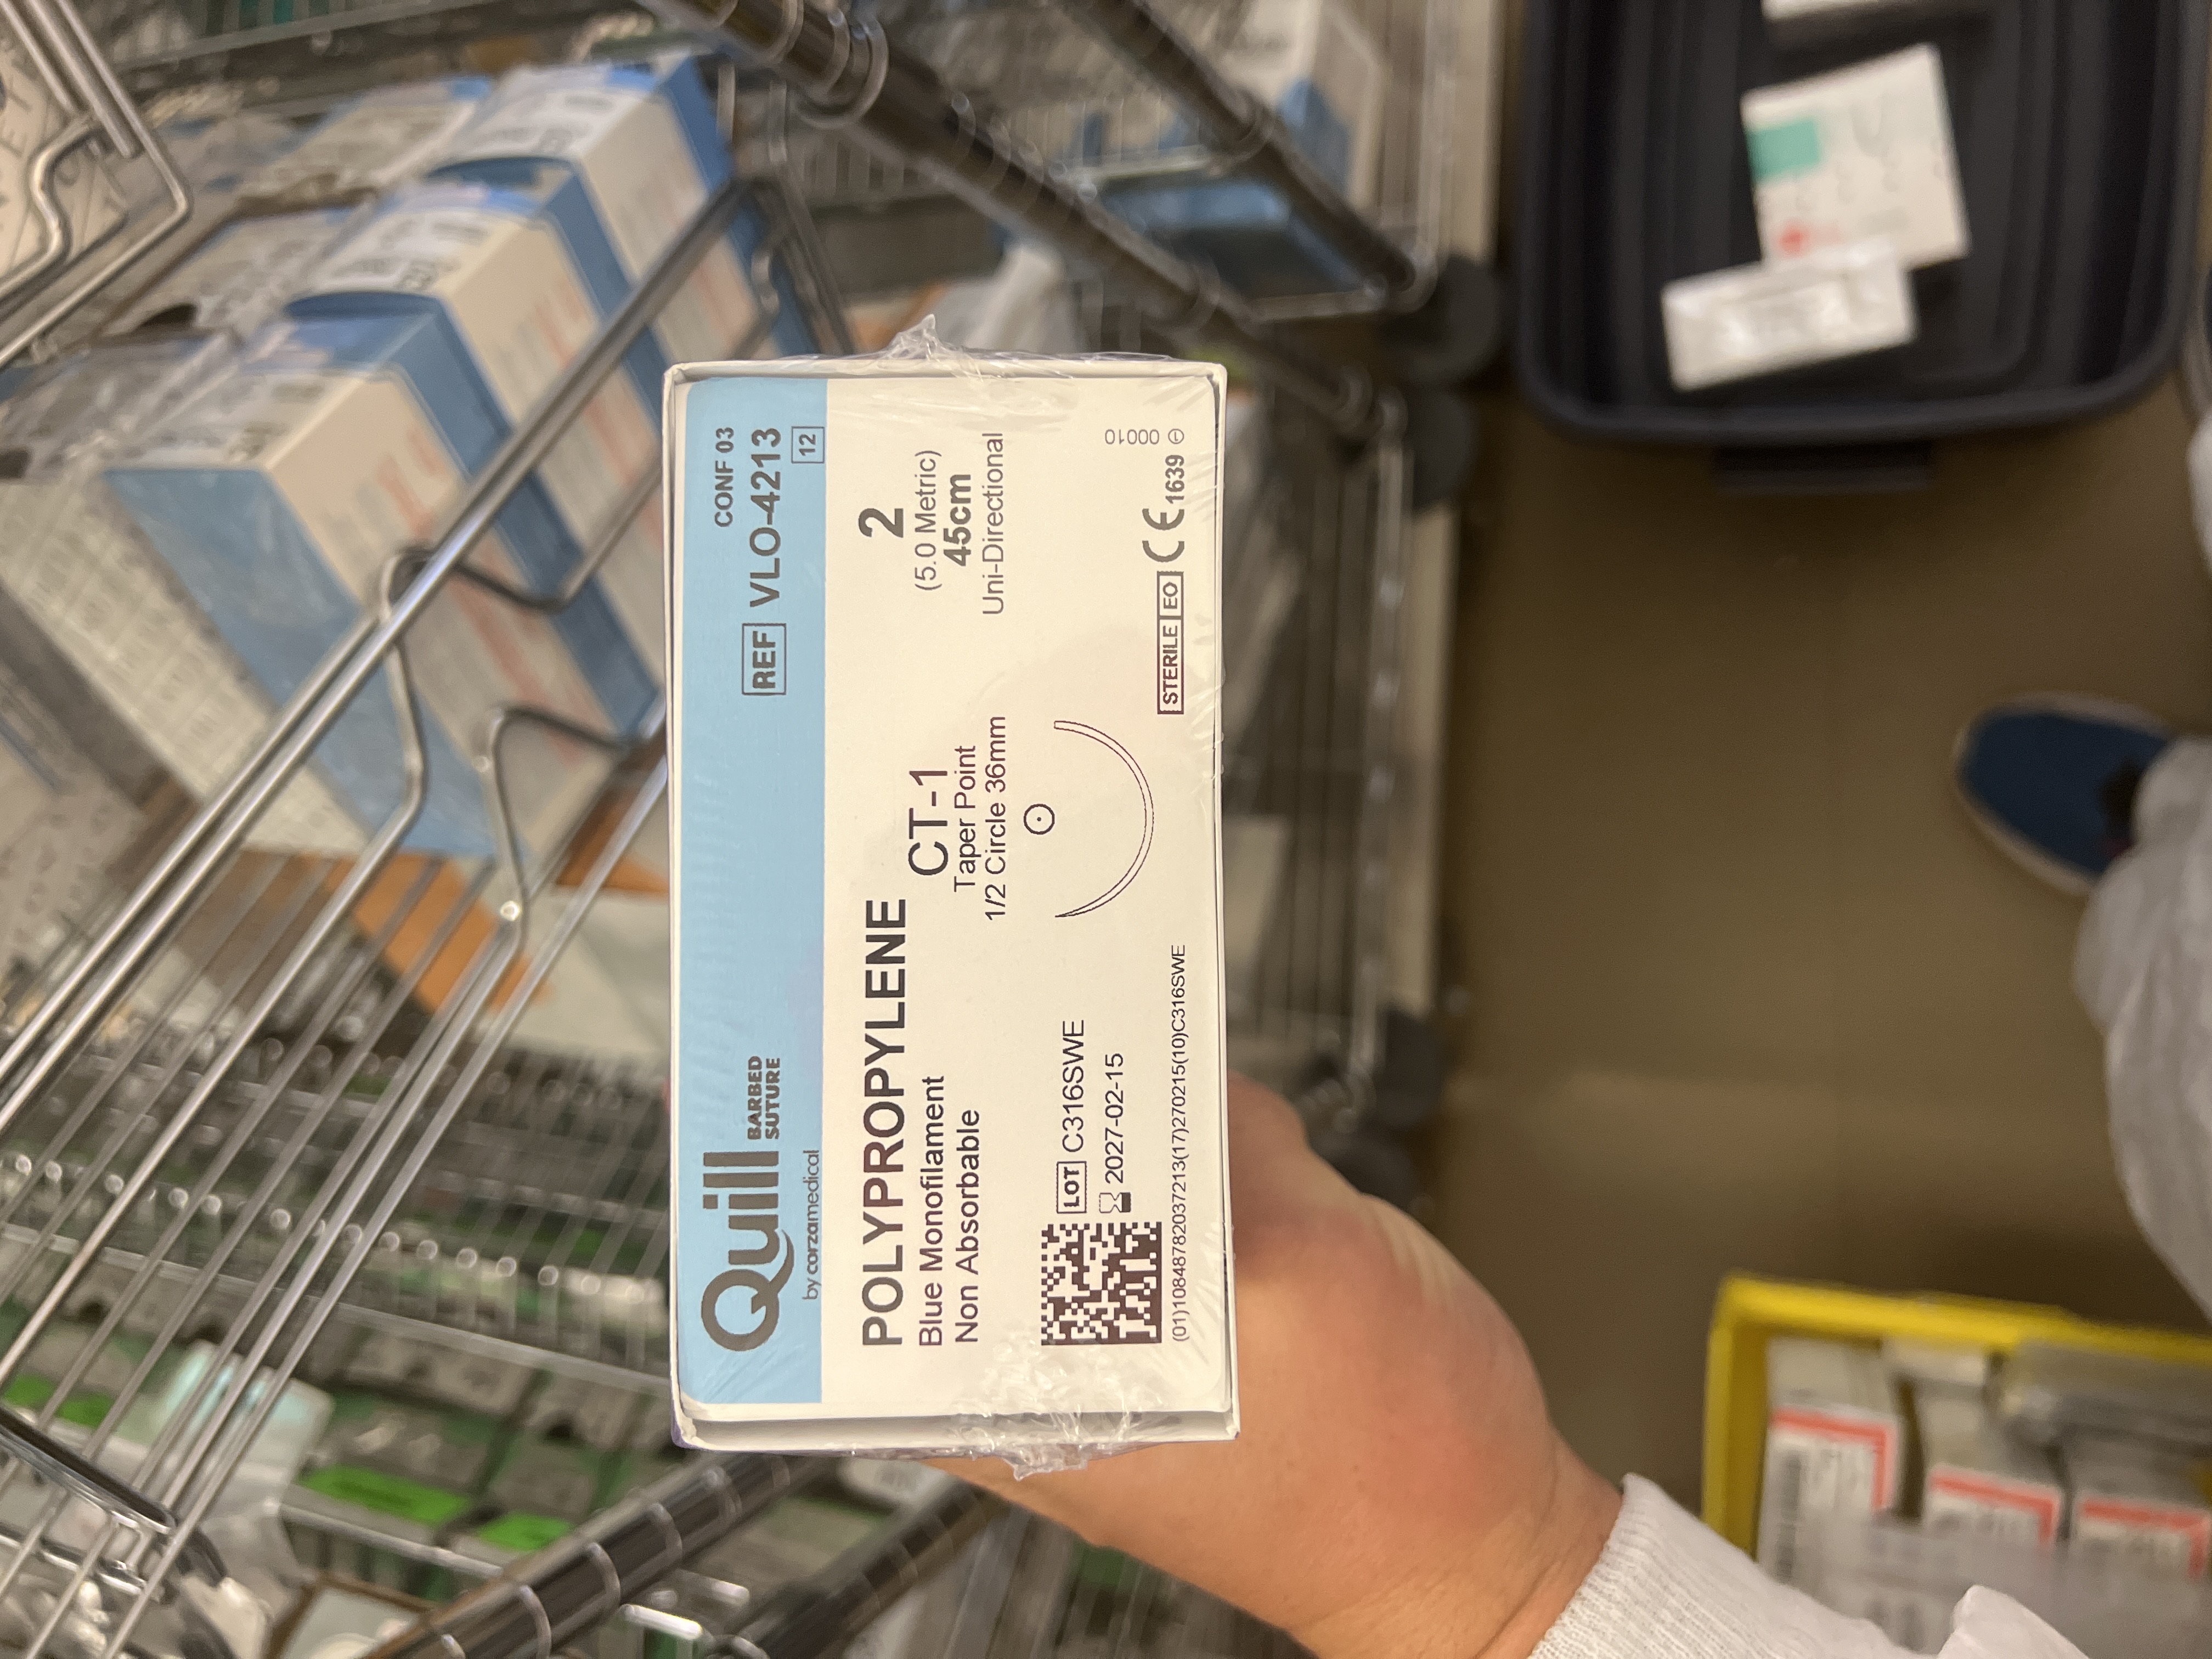 Quill BARBED
SUTURE
by corzamedical
CONF 03
REF VLO-4213
12
POLYPROPYLENE
Blue Monofilament
Non Absorbable
CT-1
Taper Point
1/2 Circle 36mm
2
(5.0 Metric)
45cm
Uni-Directional
LOT C316SWE
2027-02-15
(01)10848782037213(17)270215(10)C316SWE
STERILE EO CE 1639
00010